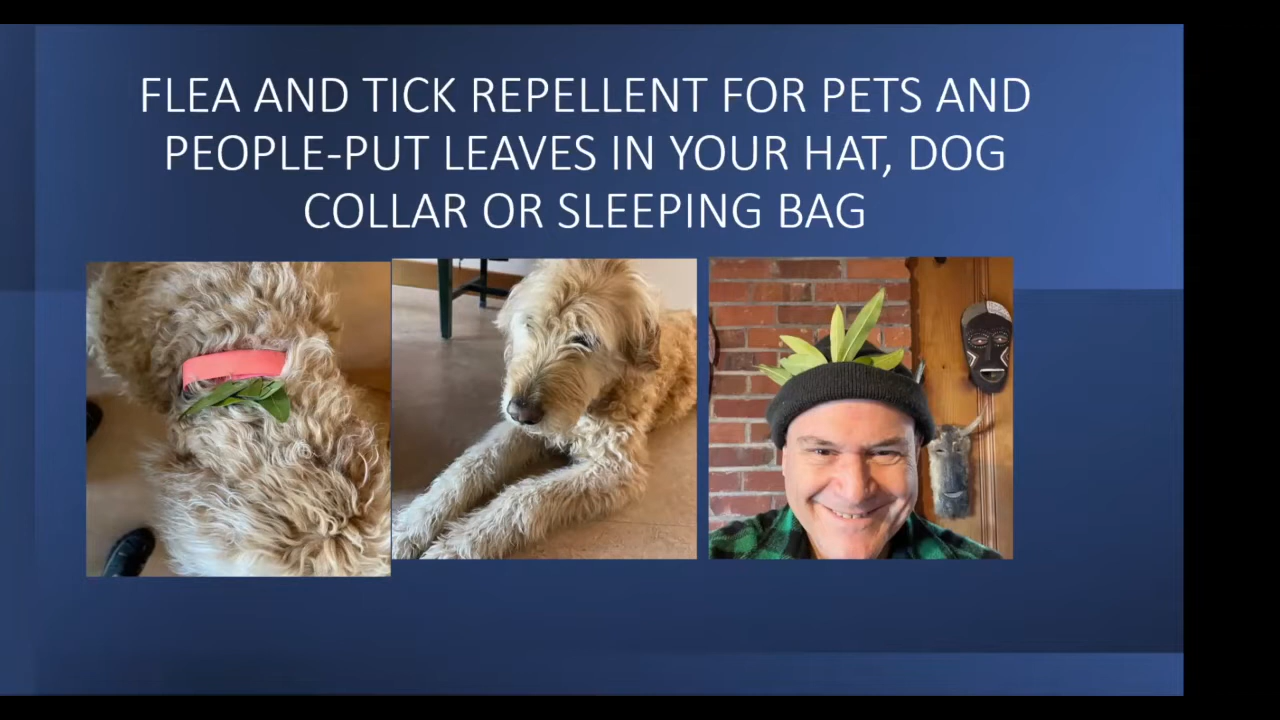 FLEA AND TICK REPELLENT FOR PETS AND
PEOPLE-PUT LEAVES IN YOUR HAT, DOG
COLLAR OR SLEEPING BAG